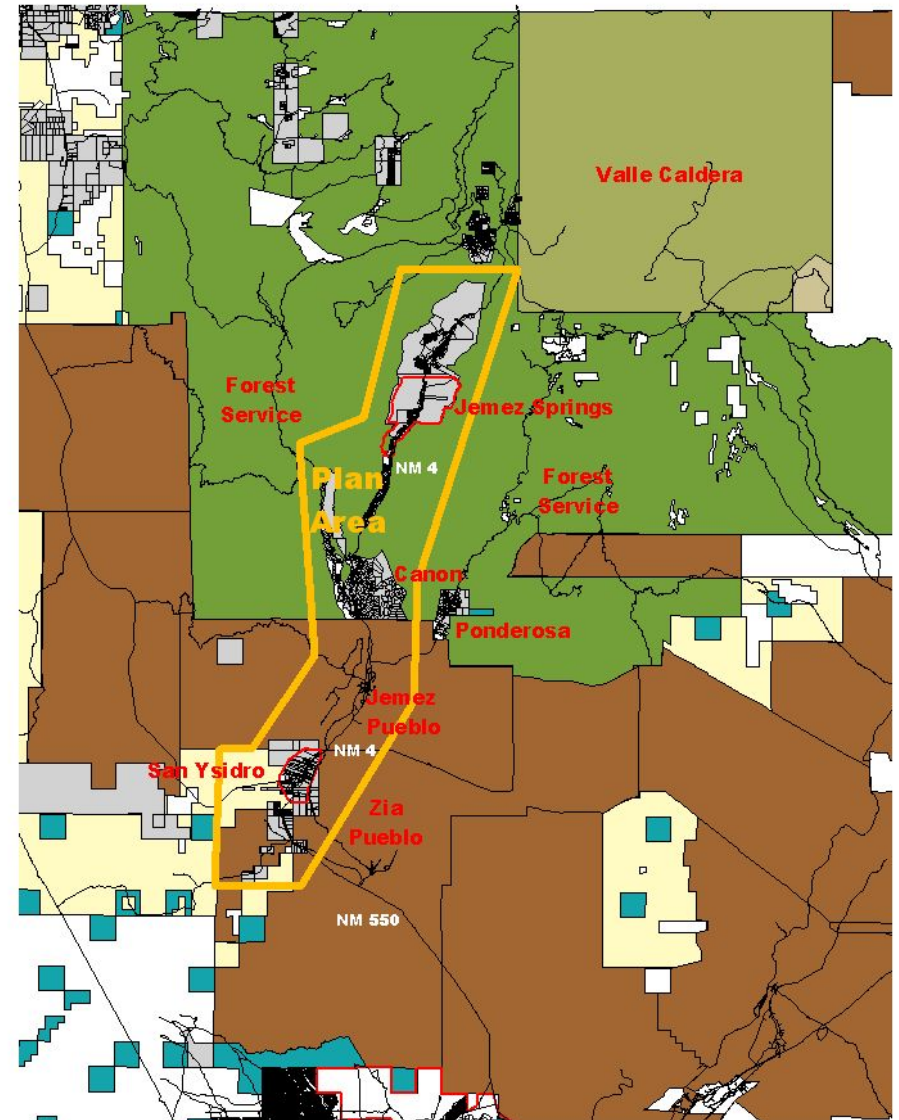 Valle Caldera
Forest
Service
Jemez Springs
NM 4
Plan
Area
Forest
Service
Canon
Ponderosa
Jemez
Pueblo
NM 4
San Ysidro
Zia
Pueblo
NM 550